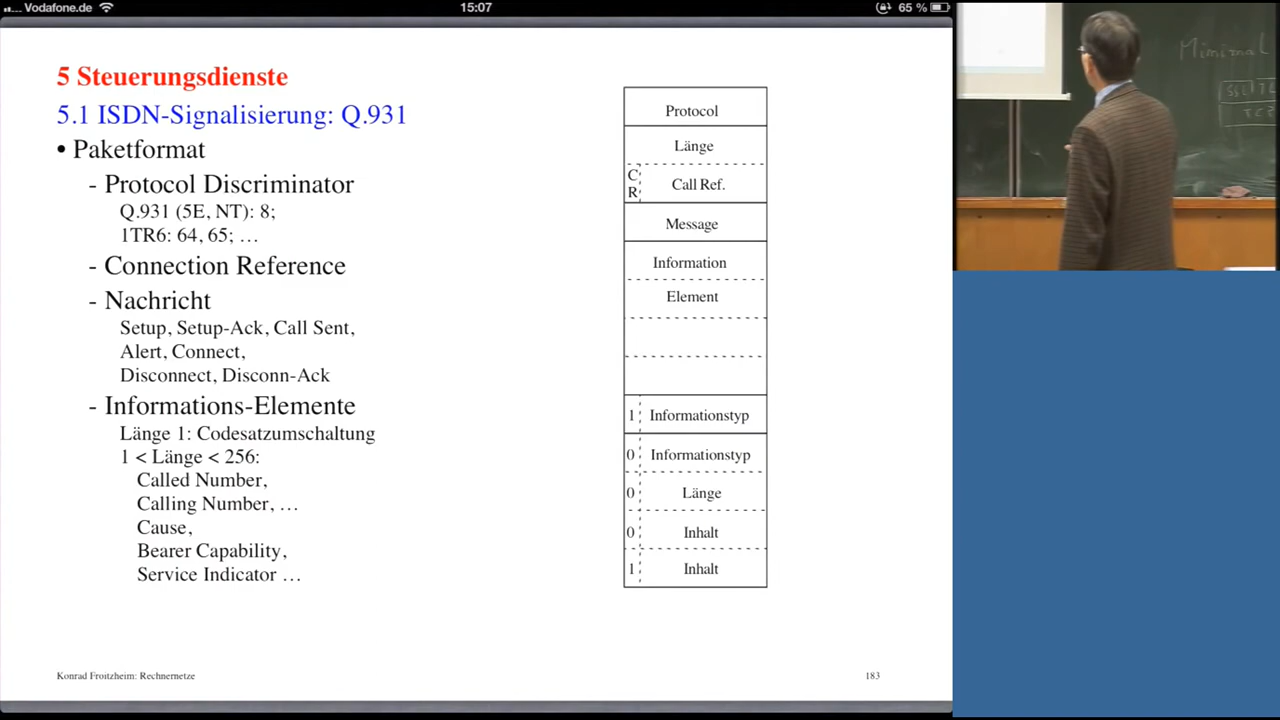 Vodafone.de
15:07
65 %
5 Steuerungsdienste
5.1 ISDN-Signalisierung: Q.931
• Paketformat
- Protocol Discriminator
Q.931 (5E, NT): 8;
1TR6: 64, 65; …
- Connection Reference
- Nachricht
Setup, Setup-Ack, Call Sent,
Alert, Connect,
Disconnect, Disconn-Ack
- Informations-Elemente
Länge 1: Codesatzumschaltung
1 < Länge < 256:
Called Number,
Calling Number, …
Cause,
Bearer Capability,
Service Indicator …
Protocol
Länge
C R Call Ref.
Message
Information
Element
1 Informationstyp
0 Informationstyp
0 Länge
0 Inhalt
1 Inhalt
Konrad Froitzheim: Rechnernetze
183
Minimal